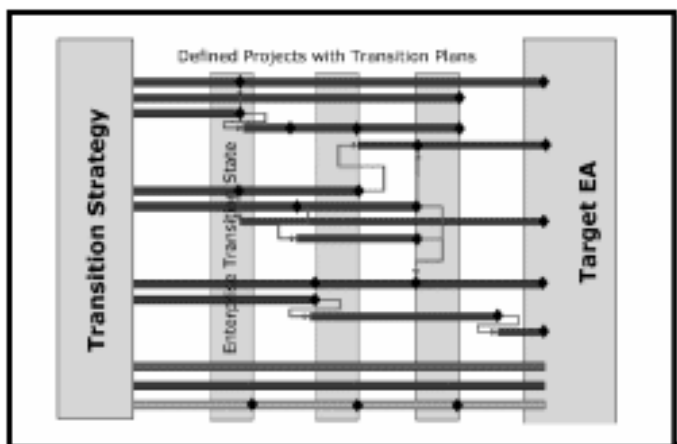 Defined Projects with Transition Plans
Transition Strategy
Enterprise Transition State
Target EA